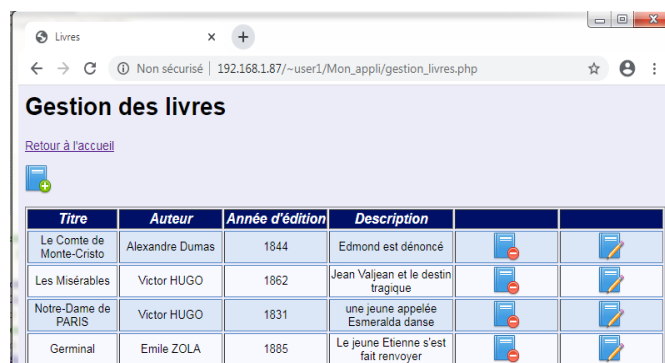 Livres
Non sécurisé | 192.168.1.87/~user1/Mon_appli/gestion_livres.php
Gestion des livres
Retour à l'accueil
Titre Auteur Année d'édition Description
Le Comte de Monte-Cristo Alexandre Dumas 1844 Edmond est dénoncé
Les Misérables Victor HUGO 1862 Jean Valjean et le destin tragique
Notre-Dame de PARIS Victor HUGO 1831 une jeune appelée Esmeralda danse
Germinal Emile ZOLA 1885 Le jeune Etienne s'est fait renvoyer